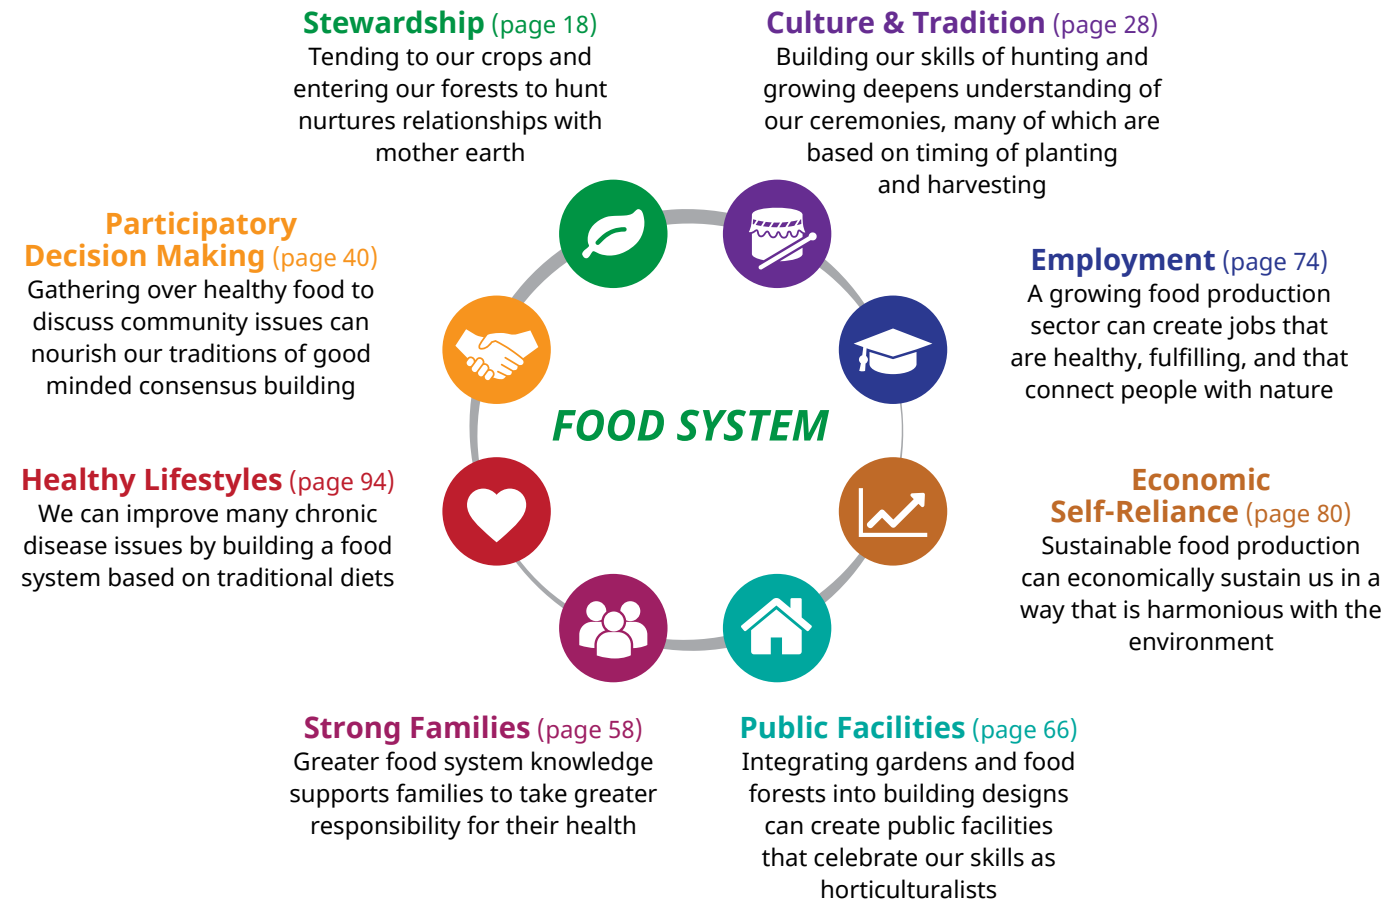 Stewardship (page 18)
Tending to our crops and
entering our forests to hunt
nurtures relationships with
mother earth
Culture & Tradition (page 28)
Building our skills of hunting and
growing deepens understanding of
our ceremonies, many of which are
based on timing of planting
and harvesting
Participatory
Decision Making (page 40)
Gathering over healthy food to
discuss community issues can
nourish our traditions of good
minded consensus building
Employment (page 74)
A growing food production
sector can create jobs that
are healthy, fulfilling, and that
connect people with nature
FOOD SYSTEM
Healthy Lifestyles (page 94)
We can improve many chronic
disease issues by building a food
system based on traditional diets
Economic
Self-Reliance (page 80)
Sustainable food production
can economically sustain us in a
way that is harmonious with the
environment
Strong Families (page 58)
Greater food system knowledge
supports families to take greater
responsibility for their health
Public Facilities (page 66)
Integrating gardens and food
forests into building designs
can create public facilities
that celebrate our skills as
horticulturalists